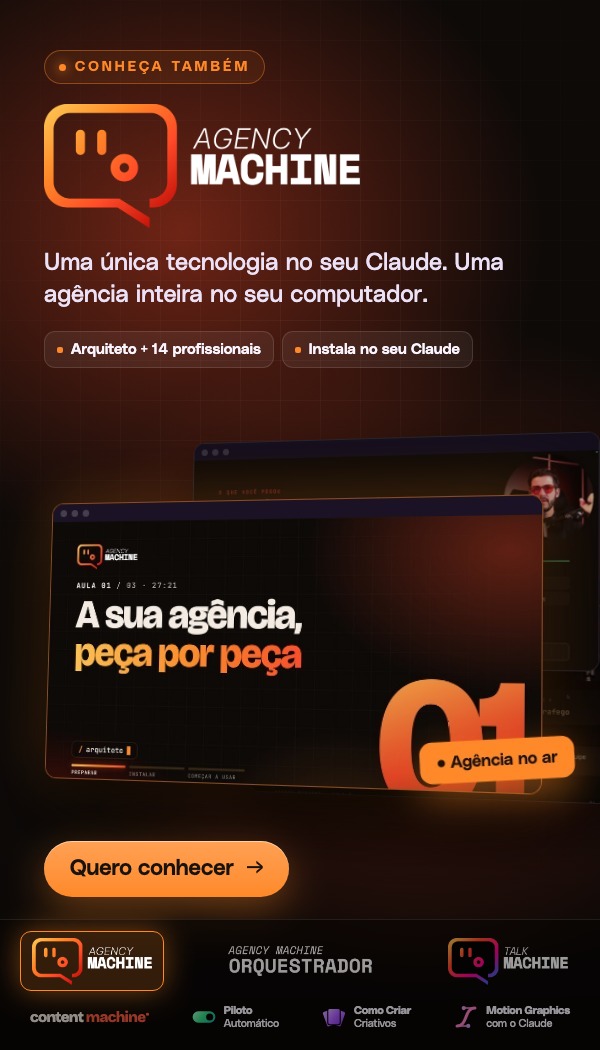 CONHEÇA TAMBÉM
AGENCY
MACHINE
Uma única tecnologia no seu Claude. Uma
agência inteira no seu computador.
Arquiteto + 14 profissionais
Instala no seu Claude
A QUE VOCÊ
AGENCY
MACHINE
AULA 01 / 03 · 27:21
A sua agência,
peça por peça
01
/ arquiteto
PREPARAR
INSTALAR
COMEÇAR A USAR
Agência no ar
Quero conhecer →
AGENCY
MACHINE
AGENCY MACHINE
ORQUESTRADOR
TALK
MACHINE
content machine
Piloto
Automático
Como Criar
Criativos
Motion Graphics
com o Claude